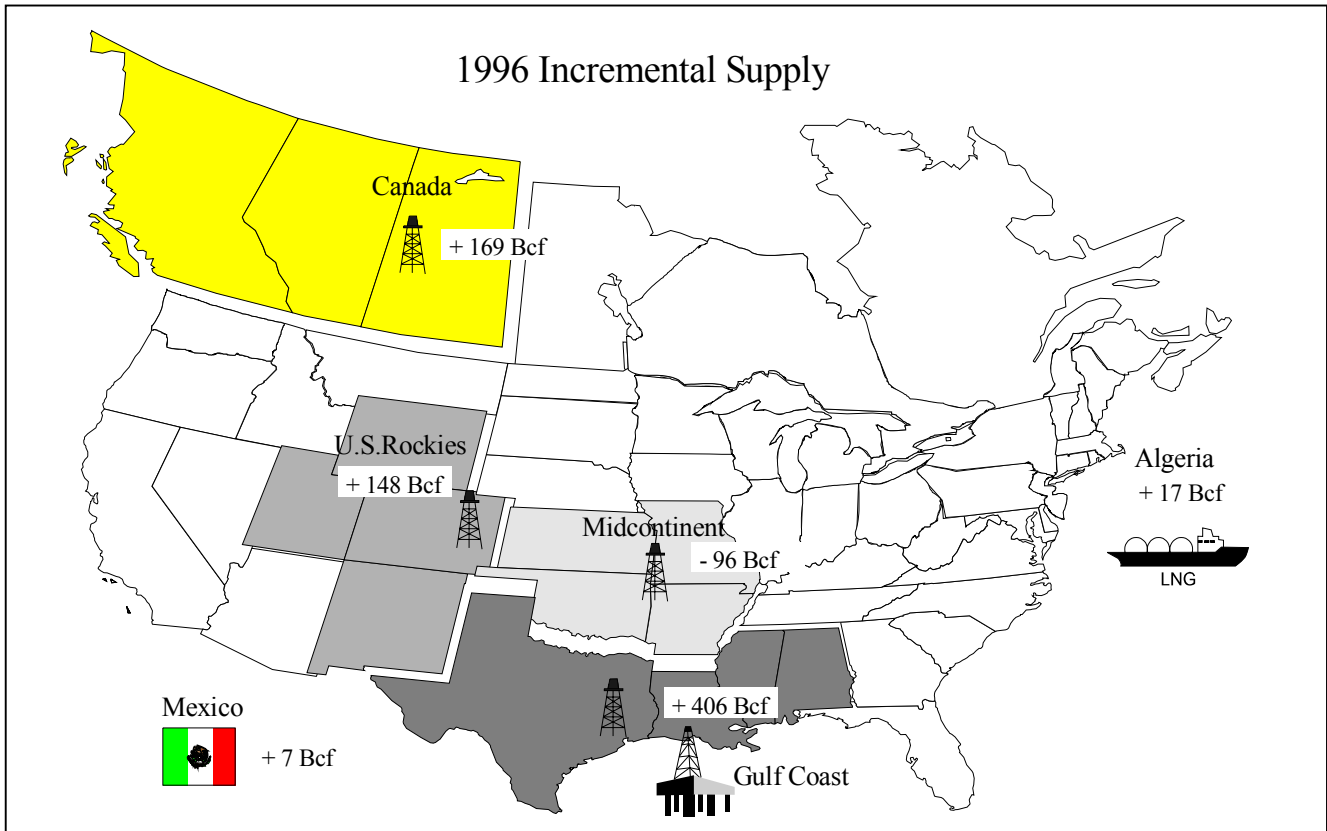 1996 Incremental Supply
Canada
+ 169 Bcf
U.S.Rockies
+ 148 Bcf
Midcontinent
- 96 Bcf
Algeria
+ 17 Bcf
LNG
Mexico
+ 7 Bcf
+ 406 Bcf
Gulf Coast